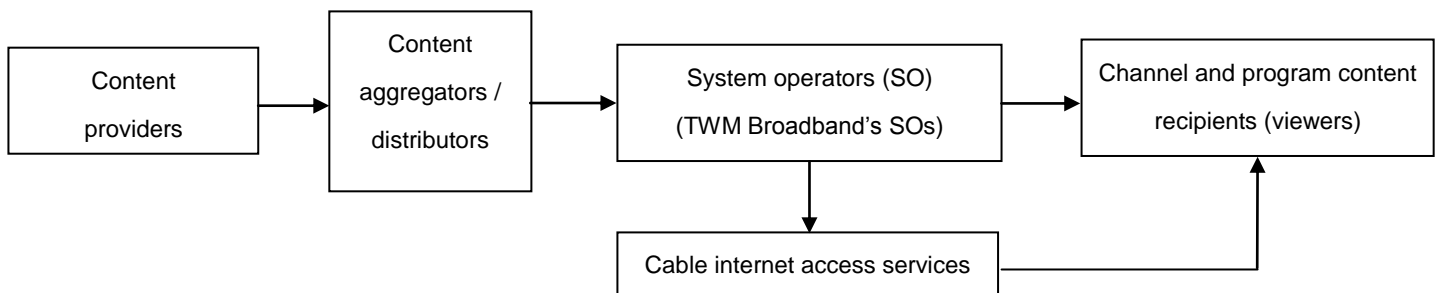 Content
providers
Content
aggregators /
distributors
System operators (SO)
(TWM Broadband’s SOs)
Channel and program content
recipients (viewers)
Cable internet access services